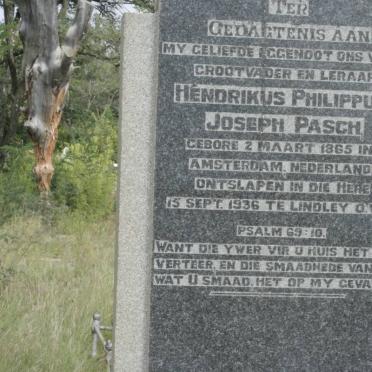 TER
GEDAGTENIS AAN
MY GELIEFDE EGGENOOT ONS V
GROOTVADER EN LERAAR
HENDRIKUS PHILIPPU
JOSEPH PASCH
GEBORE 2 MAART 1865 IN
AMSTERDAM, NEDERLAND
ONTSLAPEN IN DIE HERE
15 SEPT. 1936 TE LINDLEY O.
PSALM 69:10.
WANT DIE YWER VIR U HUIS HET
VERTEER, EN DIE SMAADHEDE VAN
WAT U SMAAD, HET OP MY GEVA